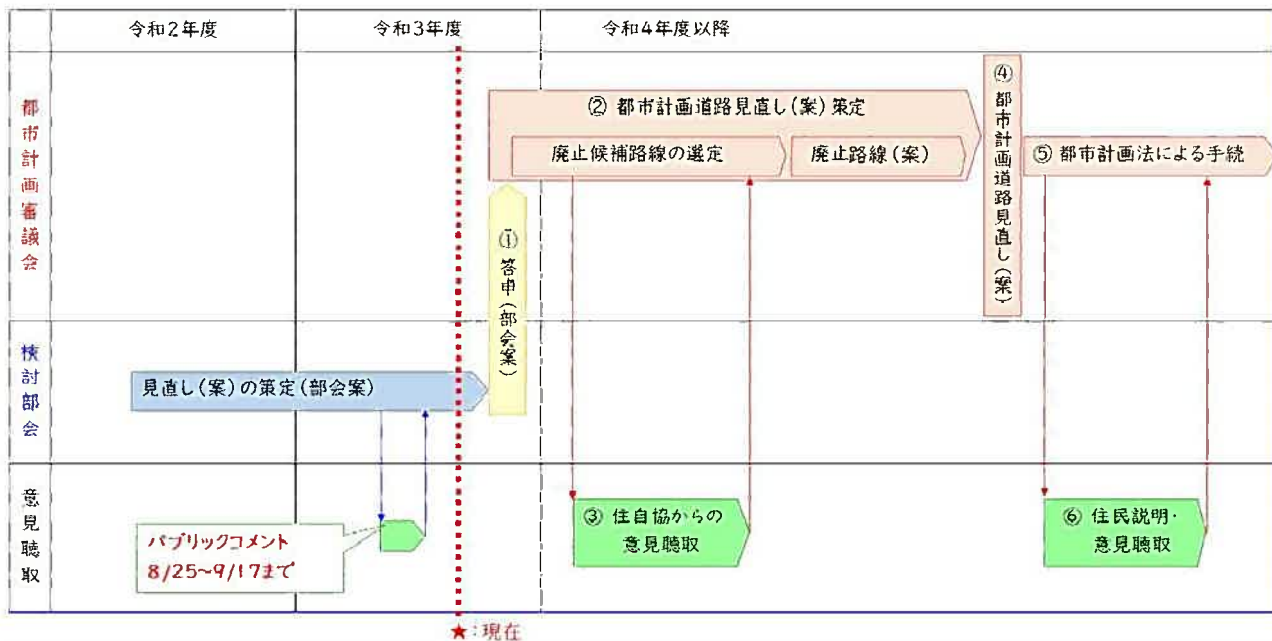 令和2年度
令和3年度
令和4年度以降
都市計画審議会
② 都市計画道路見直し(案)策定
廃止候補路線の選定
廃止路線(案)
④ 都市計画道路見直し(案)
⑤ 都市計画法による手続
① 答申(部会案)
検討部会
見直し(案)の策定(部会案)
意見聴取
パブリックコメント
8/25~9/17まで
③ 住自協からの
意見聴取
⑥ 住民説明・
意見聴取
★:現在